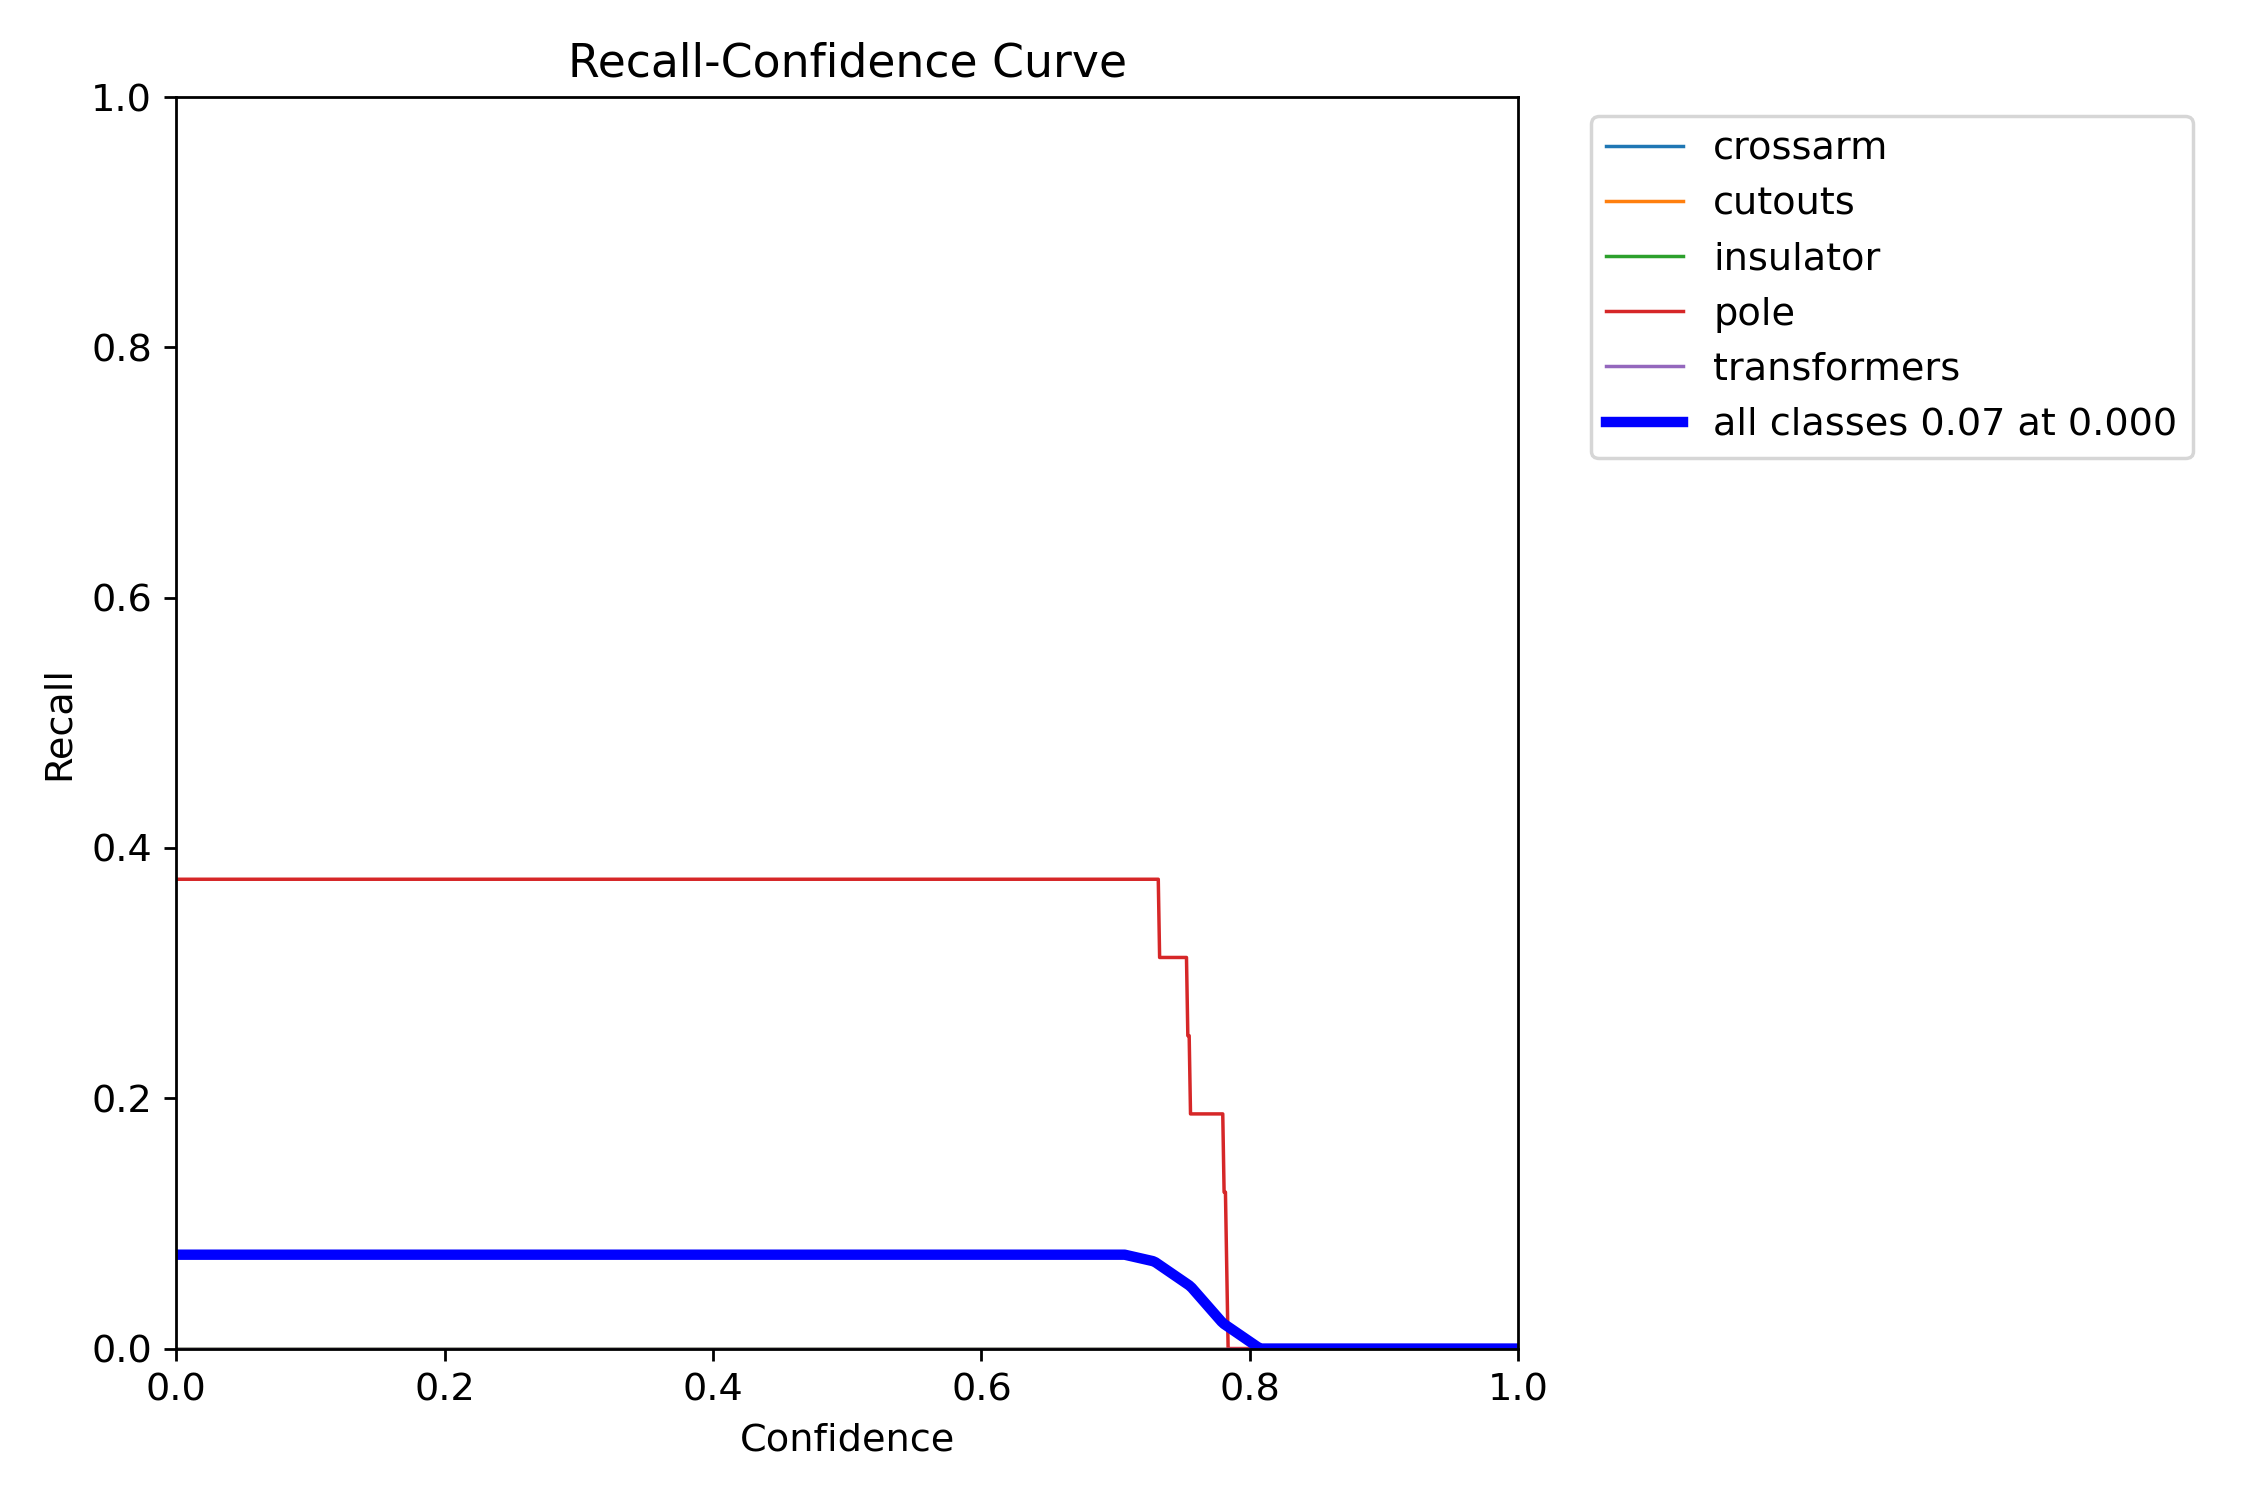 Recall-Confidence Curve
1.0
0.8
0.6
0.4
0.2
0.0
Recall
0.0 0.2 0.4 0.6 0.8 1.0
Confidence
crossarm
cutouts
insulator
pole
transformers
all classes 0.07 at 0.000